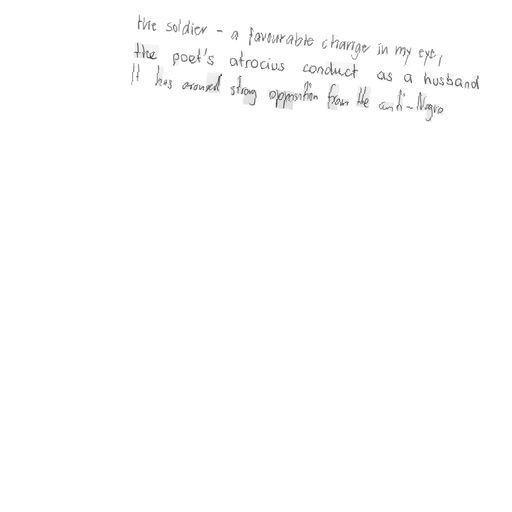 the soldier - a favourable change in my eye,
the poet's atrocius conduct as a husband
It has aroused strong opposition from the anti-Negro